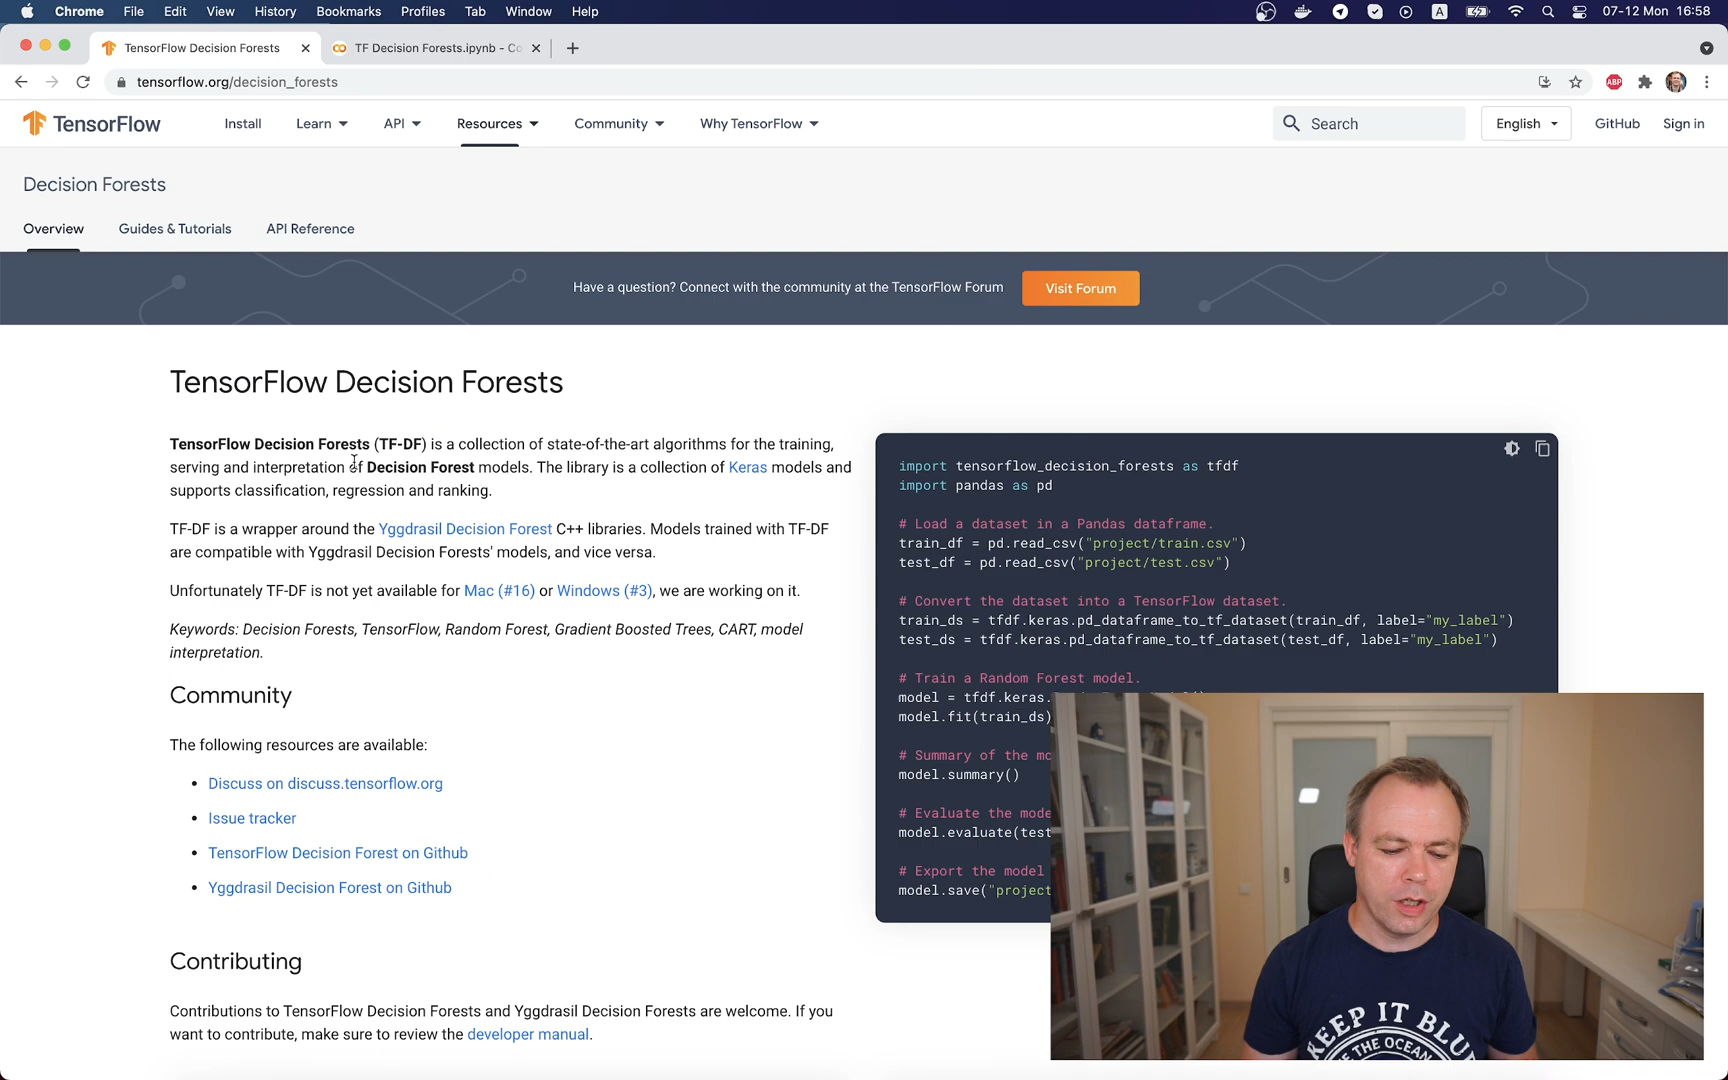 Chrome File Edit View History Bookmarks Profiles Tab Window Help
A 07-12 Mon 16:58
TensorFlow Decision Forests
TF Decision Forests.ipynb - Co
tensorflow.org/decision_forests
ABP
TensorFlow
Install Learn API Resources Community Why TensorFlow
Search
English
GitHub Sign in
Decision Forests
Overview Guides & Tutorials API Reference
Have a question? Connect with the community at the TensorFlow Forum
Visit Forum
TensorFlow Decision Forests
TensorFlow Decision Forests (TF-DF) is a collection of state-of-the-art algorithms for the training,
serving and interpretation of Decision Forest models. The library is a collection of Keras models and
supports classification, regression and ranking.
TF-DF is a wrapper around the Yggdrasil Decision Forest C++ libraries. Models trained with TF-DF
are compatible with Yggdrasil Decision Forests' models, and vice versa.
Unfortunately TF-DF is not yet available for Mac (#16) or Windows (#3), we are working on it.
Keywords: Decision Forests, TensorFlow, Random Forest, Gradient Boosted Trees, CART, model
interpretation.
Community
The following resources are available:
• Discuss on discuss.tensorflow.org
• Issue tracker
• TensorFlow Decision Forest on Github
• Yggdrasil Decision Forest on Github
Contributing
Contributions to TensorFlow Decision Forests and Yggdrasil Decision Forests are welcome. If you
want to contribute, make sure to review the developer manual.
import tensorflow_decision_forests as tfdf
import pandas as pd
# Load a dataset in a Pandas dataframe.
train_df = pd.read_csv("project/train.csv")
test_df = pd.read_csv("project/test.csv")
# Convert the dataset into a TensorFlow dataset.
train_ds = tfdf.keras.pd_dataframe_to_tf_dataset(train_df, label="my_label")
test_ds = tfdf.keras.pd_dataframe_to_tf_dataset(test_df, label="my_label")
# Train a Random Forest model.
model = tfdf.keras.
model.fit(train_ds)
# Summary of the mo
model.summary()
# Evaluate the mode
model.evaluate(test
# Export the model
model.save("project
KEEP IT BLUE
THE OCEAN